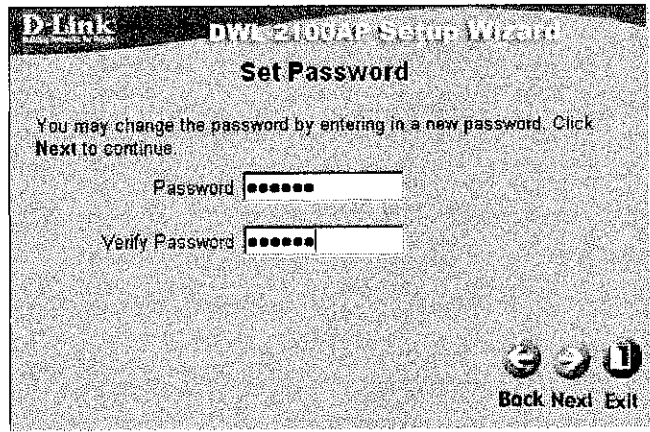 D-Link
DWL-2100AP Setup Wizard
Set Password
You may change the password by entering in a new password. Click
Next to continue.
Password ●●●●●●
Verify Password ●●●●●●
Back Next Exit